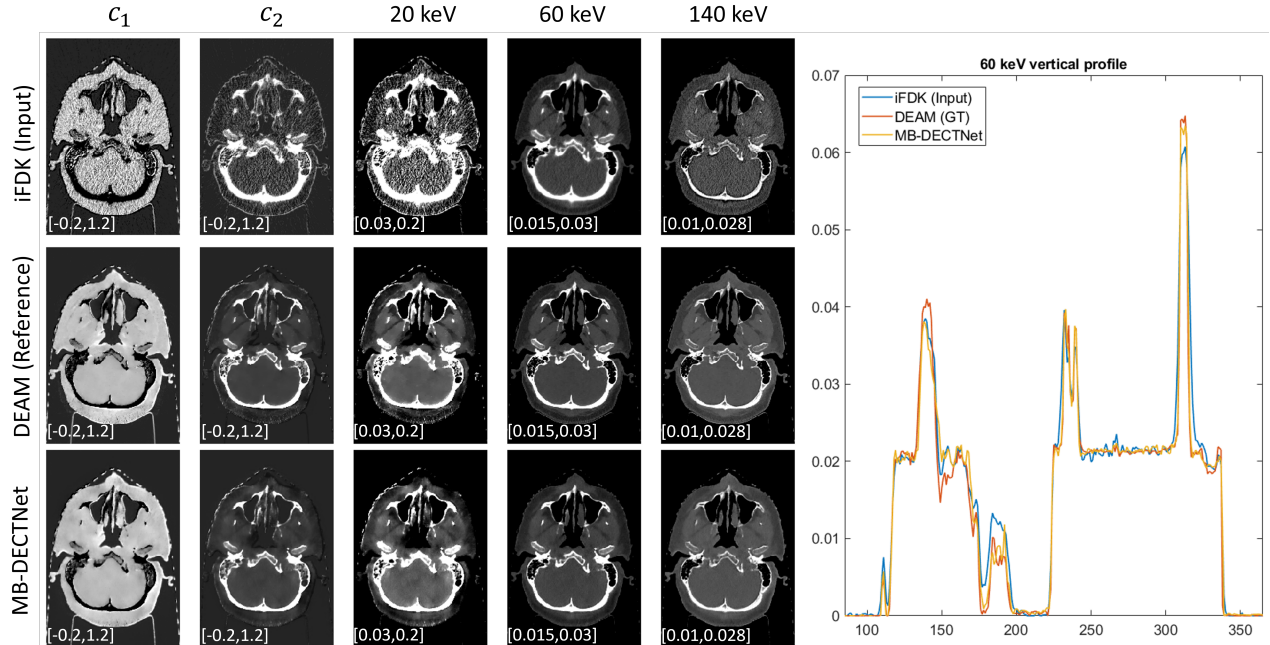 c₁ c₂ 20 keV 60 keV 140 keV
iFDK (Input)
[-0.2,1.2] [-0.2,1.2] [0.03,0.2] [0.015,0.03] [0.01,0.028]
DEAM (Reference)
[-0.2,1.2] [-0.2,1.2] [0.03,0.2] [0.015,0.03] [0.01,0.028]
MB-DECTNet
[-0.2,1.2] [-0.2,1.2] [0.03,0.2] [0.015,0.03] [0.01,0.028]
60 keV vertical profile
iFDK (Input)
DEAM (GT)
MB-DECTNet
0.07
0.06
0.05
0.04
0.03
0.02
0.01
0
100 150 200 250 300 350